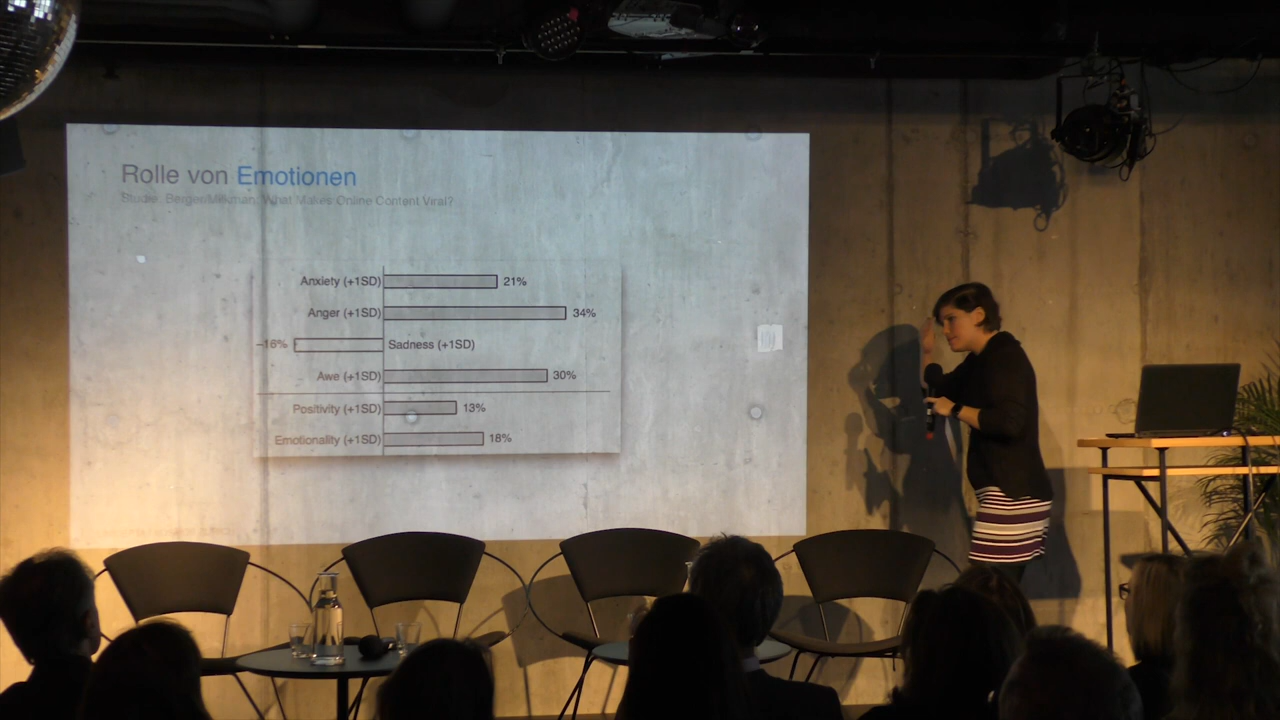 Rolle von Emotionen
Studie: Berger/Milkman: What Makes Online Content Viral?
Anxiety (+1SD) 21%
Anger (+1SD) 34%
–16% Sadness (+1SD)
Awe (+1SD) 30%
Positivity (+1SD) 13%
Emotionality (+1SD) 18%